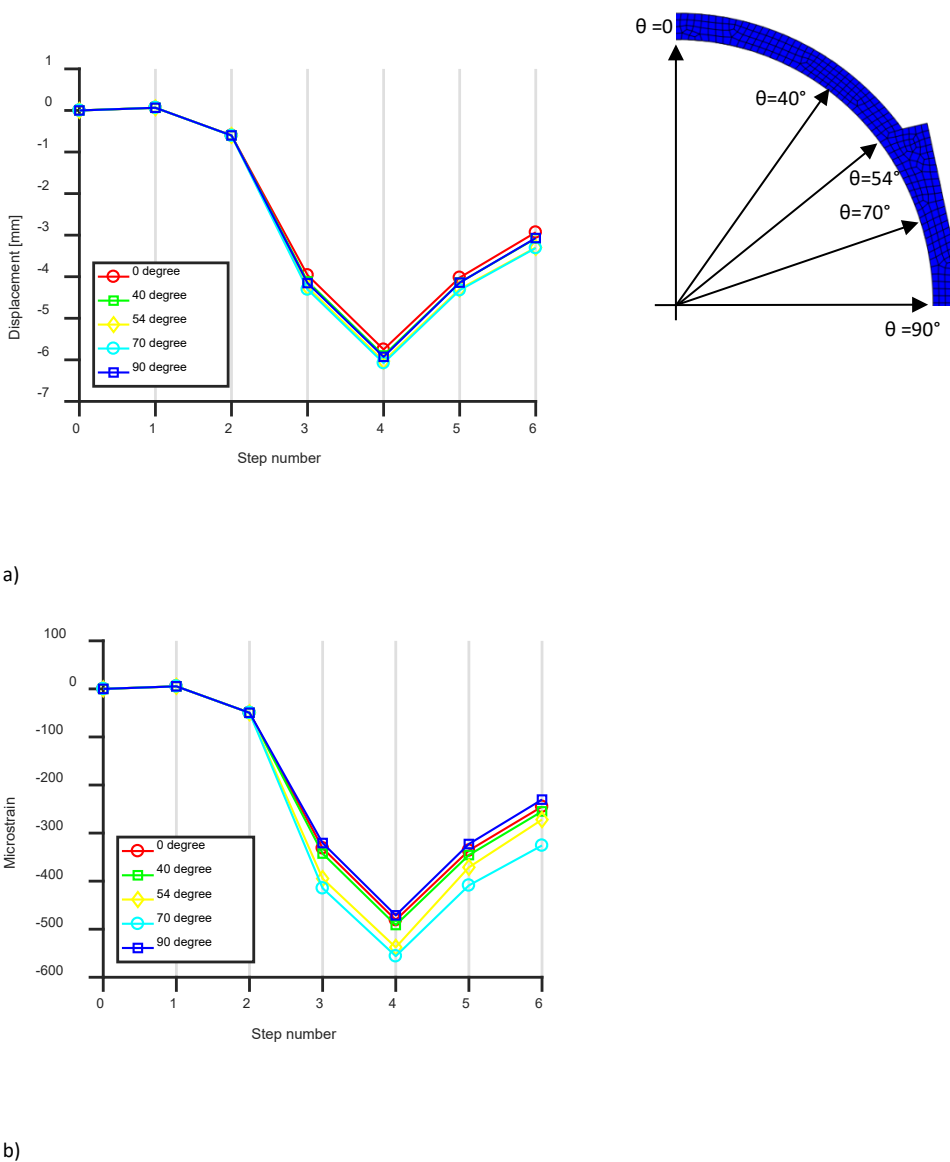 1
0
-1
-2
-3
-4
-5
-6
-7
Displacement [mm]
0 degree
40 degree
54 degree
70 degree
90 degree
0 1 2 3 4 5 6
Step number
θ =0
θ=40°
θ=54°
θ=70°
θ =90°
a)
100
0
-100
-200
-300
-400
-500
-600
Microstrain
0 degree
40 degree
54 degree
70 degree
90 degree
0 1 2 3 4 5 6
Step number
b)